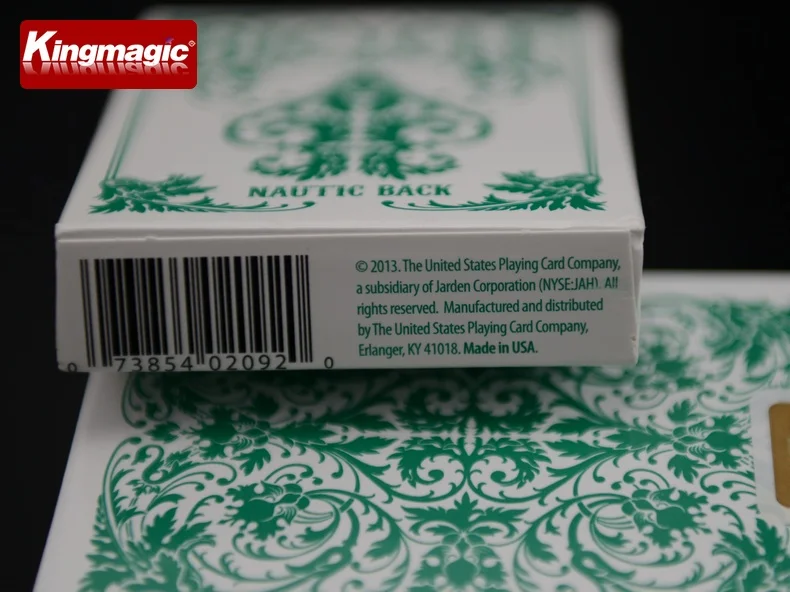 Kingmagic®
NAUTIC BACK
© 2013. The United States Playing Card Company,
a subsidiary of Jarden Corporation (NYSE:JAH). All
rights reserved. Manufactured and distributed
by The United States Playing Card Company,
Erlanger, KY 41018. Made in USA.
0 73854 02092 0